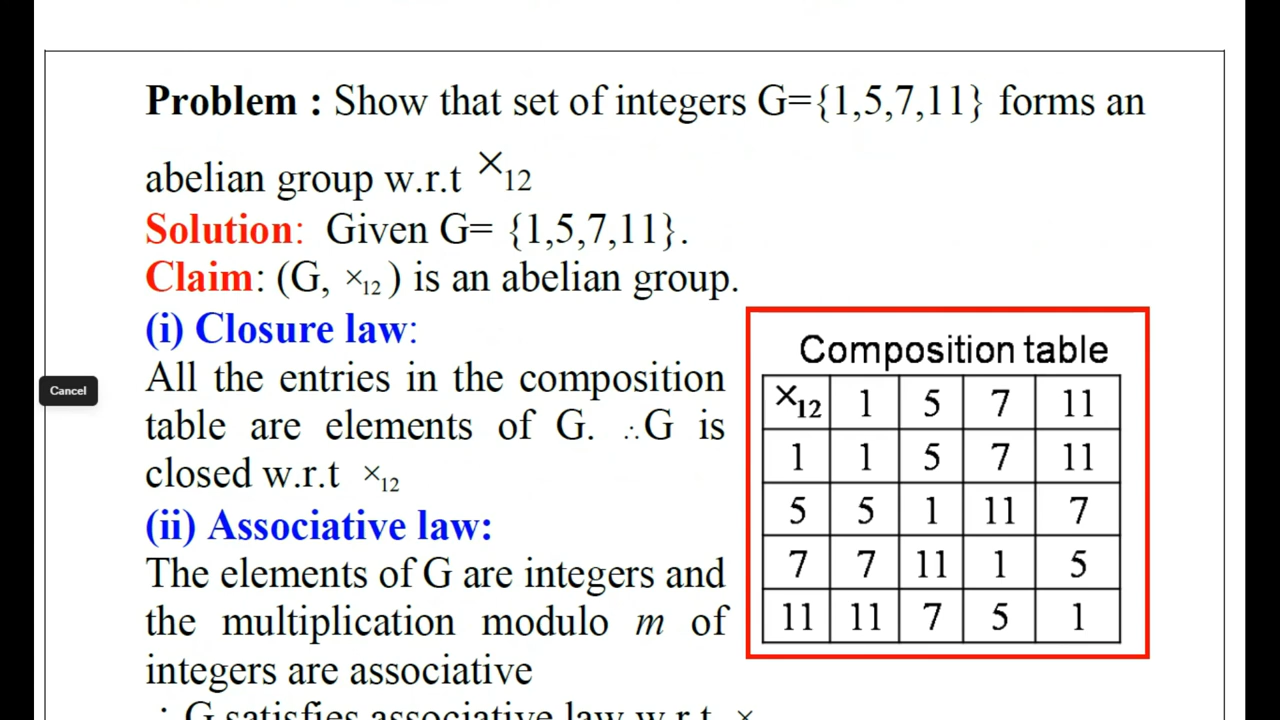 Problem : Show that set of integers G={1,5,7,11} forms an
abelian group w.r.t ×12
Solution: Given G= {1,5,7,11}.
Claim: (G, ×12 ) is an abelian group.
(i) Closure law:
All the entries in the composition
table are elements of G. ∴G is
closed w.r.t ×12
(ii) Associative law:
The elements of G are integers and
the multiplication modulo m of
integers are associative
∴ G satisfies associative law w.r.t ×
Cancel
Composition table
×12 1 5 7 11
1 1 5 7 11
5 5 1 11 7
7 7 11 1 5
11 11 7 5 1